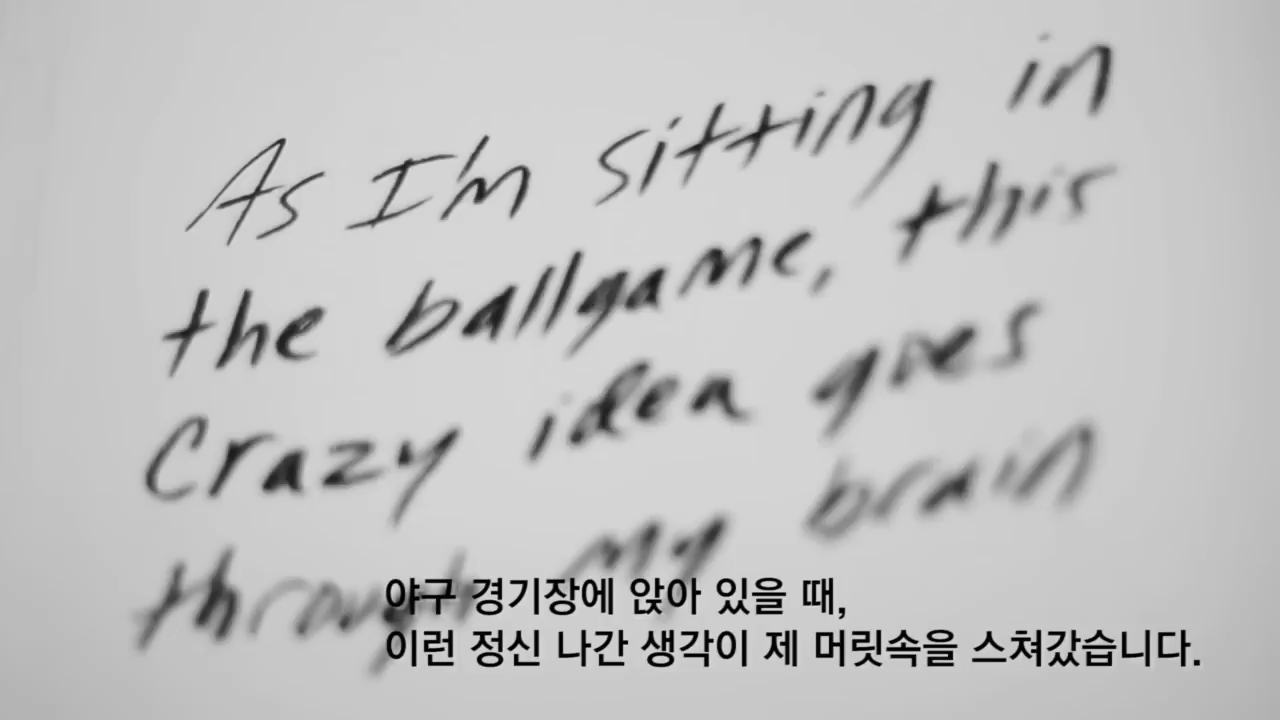 As I'm sitting in
the ballgame, this
Crazy idea goes
through my brain
야구 경기장에 앉아 있을 때,
이런 정신 나간 생각이 제 머릿속을 스쳐갔습니다.